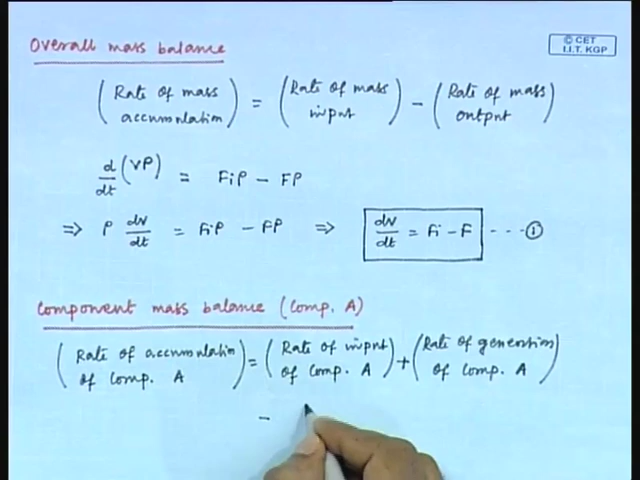 Overall mass balance
© CET
I.I.T. KGP
(Rate of mass accumulation) = (Rate of mass input) - (Rate of mass output)
d/dt (Vρ) = Fiρ - Fρ
⇒ ρ dV/dt = Fiρ - Fρ ⇒ dV/dt = Fi - F --- ①
Component mass balance (Comp. A)
(Rate of accumulation of Comp. A) = (Rate of input of Comp. A) + (Rate of generation of Comp. A)
-